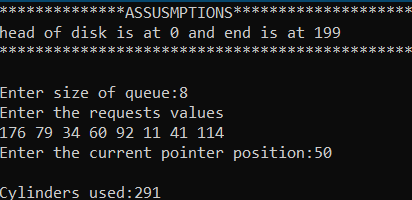 **************ASSUSMPTIONS********************
head of disk is at 0 and end is at 199
**********************************************
Enter size of queue:8
Enter the requests values
176 79 34 60 92 11 41 114
Enter the current pointer position:50
Cylinders used:291